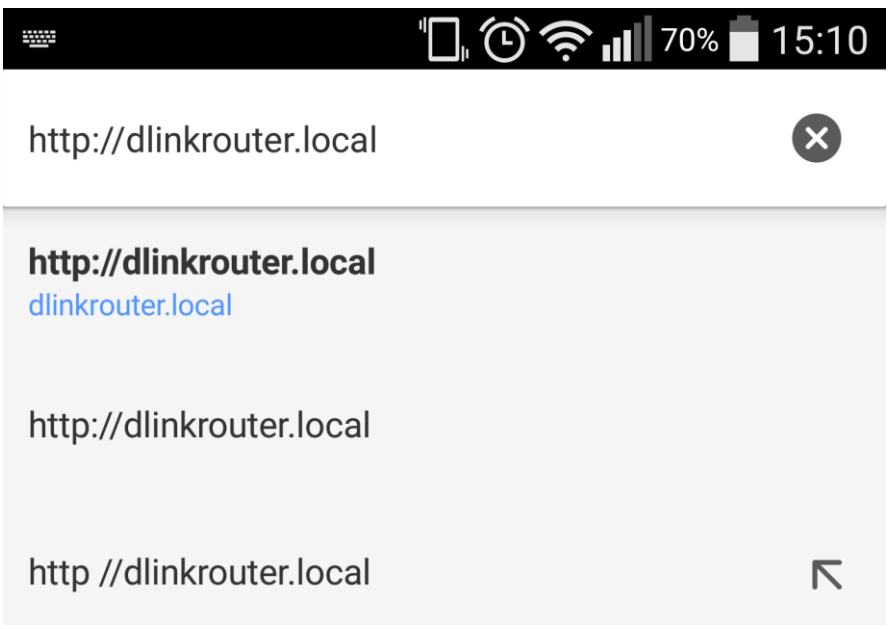 70% 15:10
http://dlinkrouter.local
http://dlinkrouter.local
dlinkrouter.local
http://dlinkrouter.local
http //dlinkrouter.local